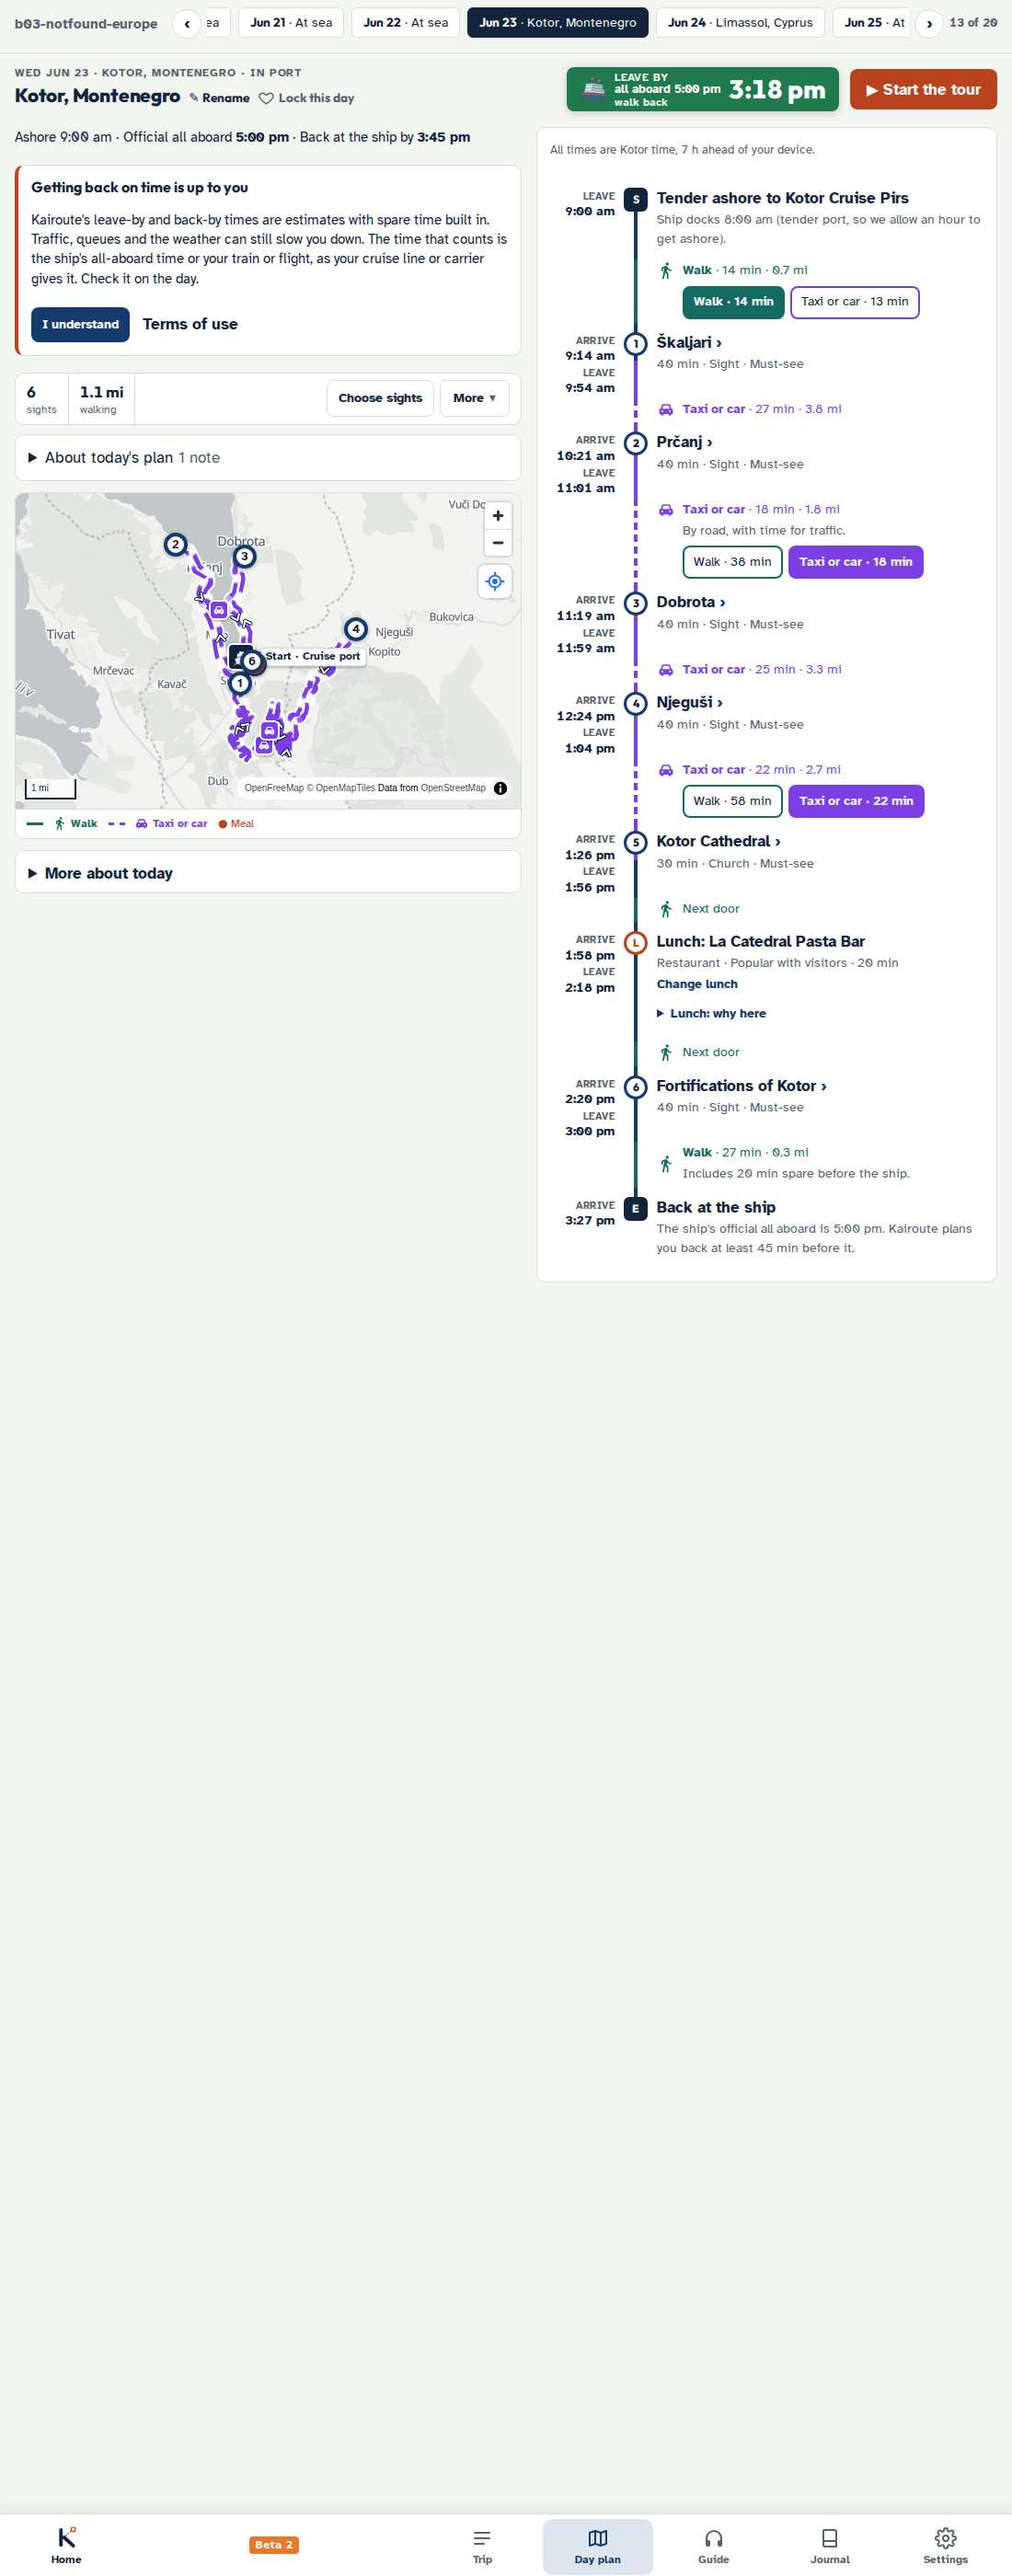 b03-notfound-europe
‹
ea
Jun 21 · At sea
Jun 22 · At sea
Jun 23 · Kotor, Montenegro
Jun 24 · Limassol, Cyprus
Jun 25 · At
›
13 of 20
WED JUN 23 · KOTOR, MONTENEGRO · IN PORT
Kotor, Montenegro
✎ Rename
Lock this day
LEAVE BY
all aboard 5:00 pm
walk back
3:18 pm
▶ Start the tour
Ashore 9:00 am · Official all aboard 5:00 pm · Back at the ship by 3:45 pm
Getting back on time is up to you
Kairoute's leave-by and back-by times are estimates with spare time built in.
Traffic, queues and the weather can still slow you down. The time that counts is
the ship's all-aboard time or your train or flight, as your cruise line or carrier
gives it. Check it on the day.
I understand
Terms of use
6
sights
1.1 mi
walking
Choose sights
More ▼
▶ About today's plan 1 note
Vuči Do
+
−
2
Dobrota
3
Tivat
Bukovica
4
Njeguši
Kopito
Start · Cruise port
6
Mrčevac
Kavač
1
Dub
1 mi
OpenFreeMap © OpenMapTiles Data from OpenStreetMap
Walk
Taxi or car
Meal
▶ More about today
All times are Kotor time, 7 h ahead of your device.
LEAVE
9:00 am
S
Tender ashore to Kotor Cruise Pirs
Ship docks 8:00 am (tender port, so we allow an hour to
get ashore).
Walk · 14 min · 0.7 mi
Walk · 14 min
Taxi or car · 13 min
ARRIVE
9:14 am
LEAVE
9:54 am
1
Škaljari ›
40 min · Sight · Must-see
Taxi or car · 27 min · 3.8 mi
ARRIVE
10:21 am
LEAVE
11:01 am
2
Prčanj ›
40 min · Sight · Must-see
Taxi or car · 18 min · 1.8 mi
By road, with time for traffic.
Walk · 38 min
Taxi or car · 18 min
ARRIVE
11:19 am
LEAVE
11:59 am
3
Dobrota ›
40 min · Sight · Must-see
Taxi or car · 25 min · 3.3 mi
ARRIVE
12:24 pm
LEAVE
1:04 pm
4
Njeguši ›
40 min · Sight · Must-see
Taxi or car · 22 min · 2.7 mi
Walk · 58 min
Taxi or car · 22 min
ARRIVE
1:26 pm
LEAVE
1:56 pm
5
Kotor Cathedral ›
30 min · Church · Must-see
Next door
ARRIVE
1:58 pm
LEAVE
2:18 pm
L
Lunch: La Catedral Pasta Bar
Restaurant · Popular with visitors · 20 min
Change lunch
▶ Lunch: why here
Next door
ARRIVE
2:20 pm
LEAVE
3:00 pm
6
Fortifications of Kotor ›
40 min · Sight · Must-see
Walk · 27 min · 0.3 mi
Includes 20 min spare before the ship.
ARRIVE
3:27 pm
E
Back at the ship
The ship's official all aboard is 5:00 pm. Kairoute plans
you back at least 45 min before it.
Home
Beta 2
Trip
Day plan
Guide
Journal
Settings